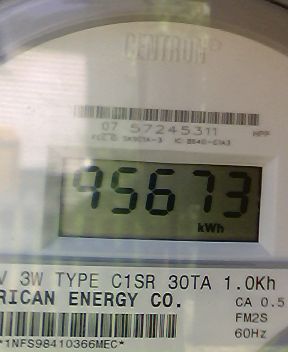 CENTRON®
07 57245311 HPP
95673
kWh
V 3W TYPE C1SR 30TA 1.0Kh
RICAN ENERGY CO.
CA 0.5
FM2S
60Hz
*1NFS98410366MEC*